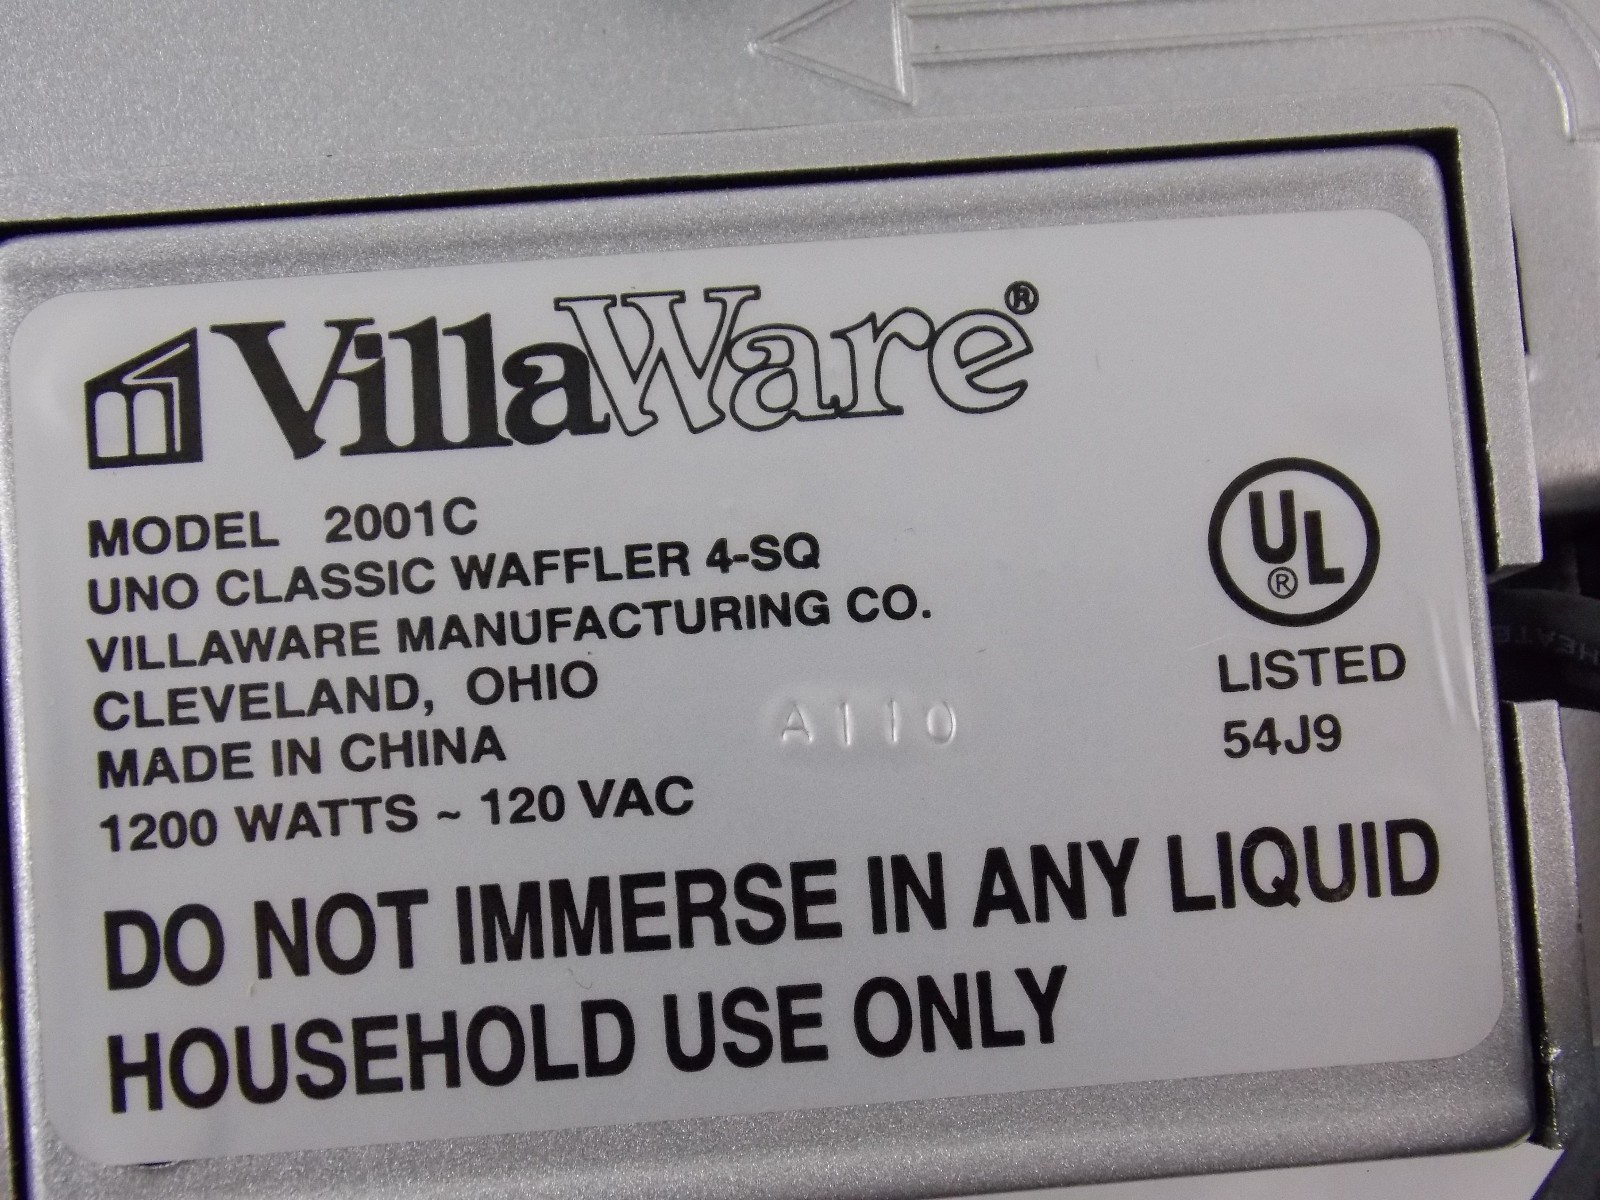 VillaWare®
MODEL 2001C
UNO CLASSIC WAFFLER 4-SQ
VILLAWARE MANUFACTURING CO.
CLEVELAND, OHIO
MADE IN CHINA
1200 WATTS ~ 120 VAC
A110
UL®
LISTED
54J9
DO NOT IMMERSE IN ANY LIQUID
HOUSEHOLD USE ONLY